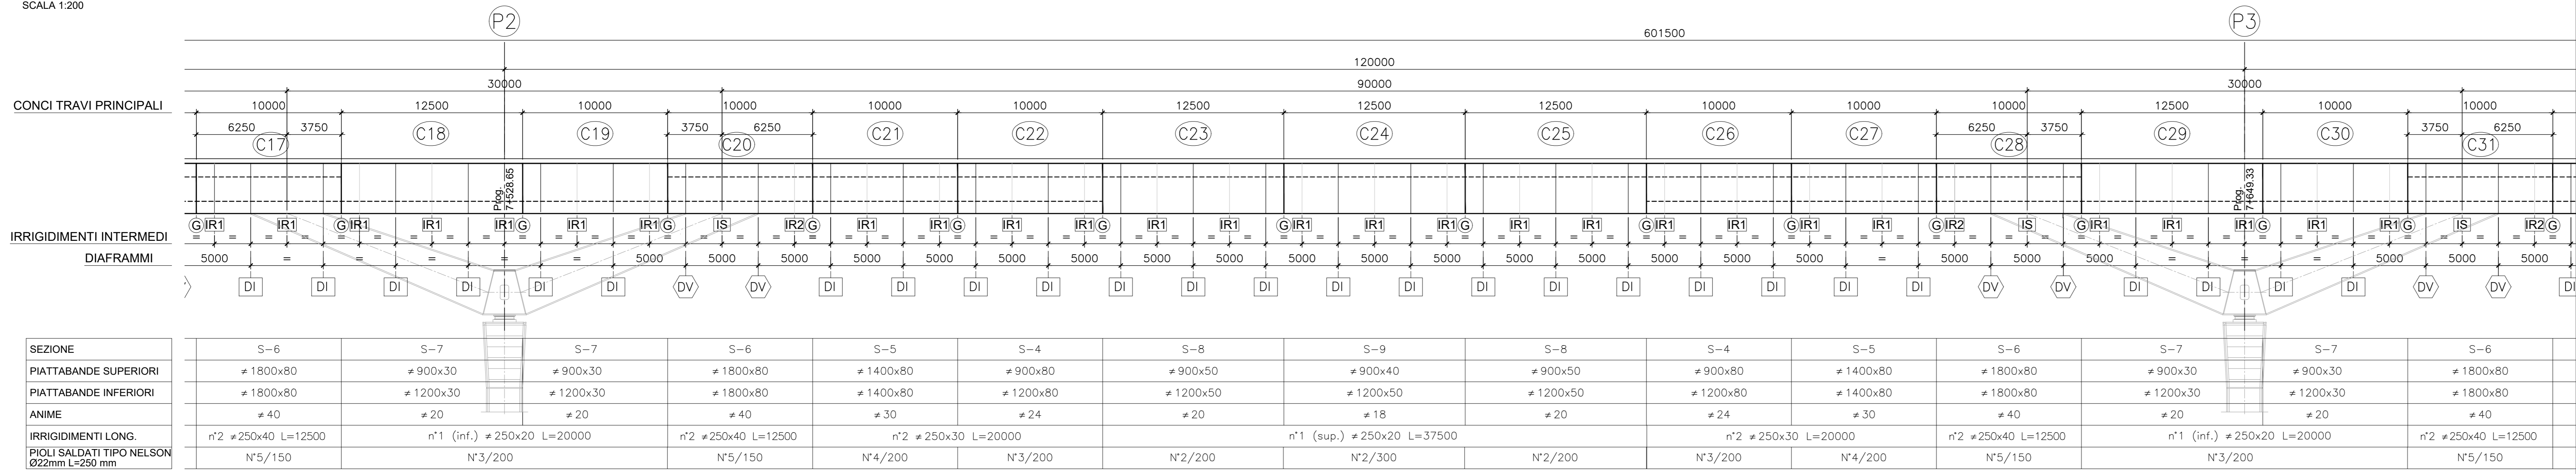 SCALA 1:200
P2 P3
601500
120000
30000 90000 30000
CONCI TRAVI PRINCIPALI 10000 12500 10000 10000 10000 10000 12500 12500 12500 10000 10000 10000 12500 10000 10000
6250 3750 3750 6250 6250 3750 3750 6250
C17 C18 C19 C20 C21 C22 C23 C24 C25 C26 C27 C28 C29 C30 C31
Prog. 7+528.65 Prog. 7+649.33
G IR1 IR1 G IR1 IR1 IR1 G IR1 IR1 G IS IR2 G IR1 IR1 G IR1 IR1 G IR1 IR1 G IR1 IR1 IR1 G IR1 IR1 G IR1 IR1 G IR1 IR1 G IR2 IS G IR1 IR1 IR1 G IR1 IR1 G IS IR2 G
IRRIGIDIMENTI INTERMEDI = = = = = = = = = = = = = = = = = = = = = = = = = = = = = = = = = = = = = = = = = = = = = = = = = = = = = = = = = = = = = = = =
DIAFRAMMI 5000 = = = = = 5000 5000 5000 5000 5000 5000 5000 5000 5000 5000 5000 5000 5000 5000 5000 5000 5000 = 5000 5000 5000 = = = 5000 5000 5000
DI DI DI DI DI DI DV DV DI DI DI DI DI DI DI DI DI DI DI DI DI DI DI DI DV DV DI DI DI DI DV DV DI
SEZIONE S-6 S-7 S-7 S-6 S-5 S-4 S-8 S-9 S-8 S-4 S-5 S-6 S-7 S-7 S-6
PIATTABANDE SUPERIORI ≠1800x80 ≠900x30 ≠900x30 ≠1800x80 ≠1400x80 ≠900x80 ≠900x50 ≠900x40 ≠900x50 ≠900x80 ≠1400x80 ≠1800x80 ≠900x30 ≠900x30 ≠1800x80
PIATTABANDE INFERIORI ≠1800x80 ≠1200x30 ≠1200x30 ≠1800x80 ≠1400x80 ≠1200x80 ≠1200x50 ≠1200x50 ≠1200x50 ≠1200x80 ≠1400x80 ≠1800x80 ≠1200x30 ≠1200x30 ≠1800x80
ANIME ≠40 ≠20 ≠20 ≠40 ≠30 ≠24 ≠20 ≠18 ≠20 ≠24 ≠30 ≠40 ≠20 ≠20 ≠40
IRRIGIDIMENTI LONG. n°2 ≠250x40 L=12500 n°1 (inf.) ≠250x20 L=20000 n°2 ≠250x40 L=12500 n°2 ≠250x30 L=20000 n°1 (sup.) ≠250x20 L=37500 n°2 ≠250x30 L=20000 n°2 ≠250x40 L=12500 n°1 (inf.) ≠250x20 L=20000 n°2 ≠250x40 L=12500
PIOLI SALDATI TIPO NELSON
Ø22mm L=250 mm N°5/150 N°3/200 N°5/150 N°4/200 N°3/200 N°2/200 N°2/300 N°2/200 N°3/200 N°4/200 N°5/150 N°3/200 N°5/150